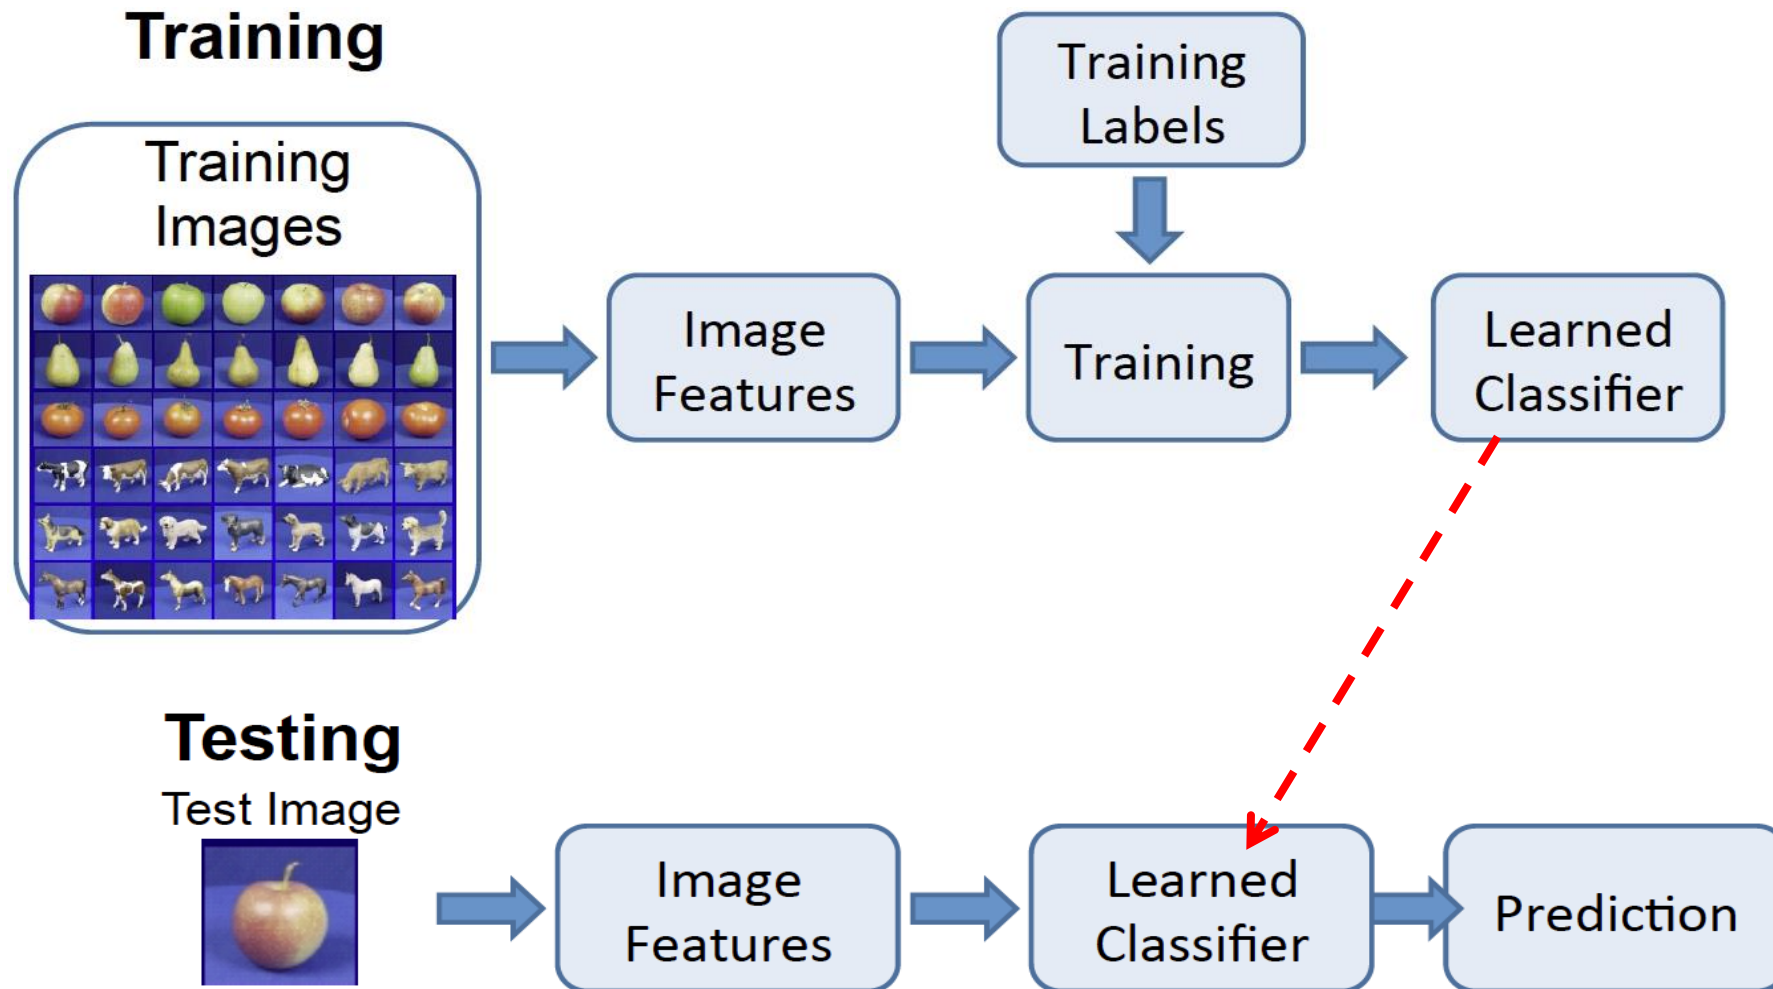 Training
Training
Images
Training
Labels
Image
Features
Training
Learned
Classifier
Testing
Test Image
Image
Features
Learned
Classifier
Prediction